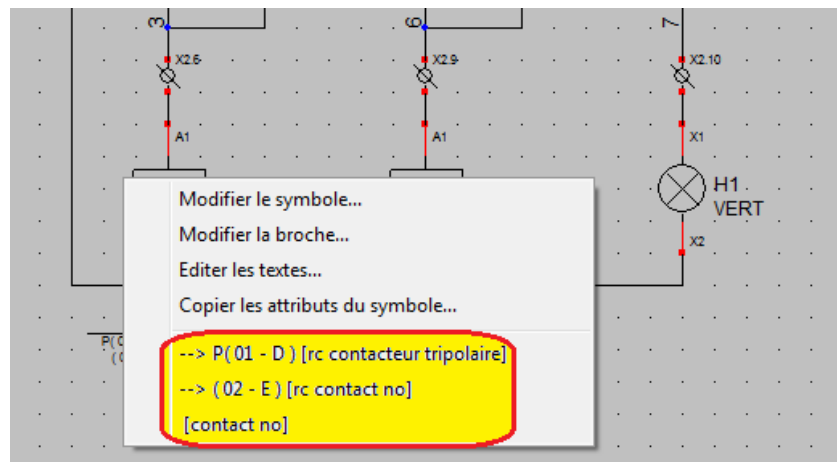 3 6 7
X2.6 X2.9 X2.10
A1 A1 X1
H1
VERT
X2
Modifier le symbole...
Modifier la broche...
Editer les textes...
Copier les attributs du symbole...
--> P( 01 - D ) [rc contacteur tripolaire]
--> ( 02 - E ) [rc contact no]
[contact no]